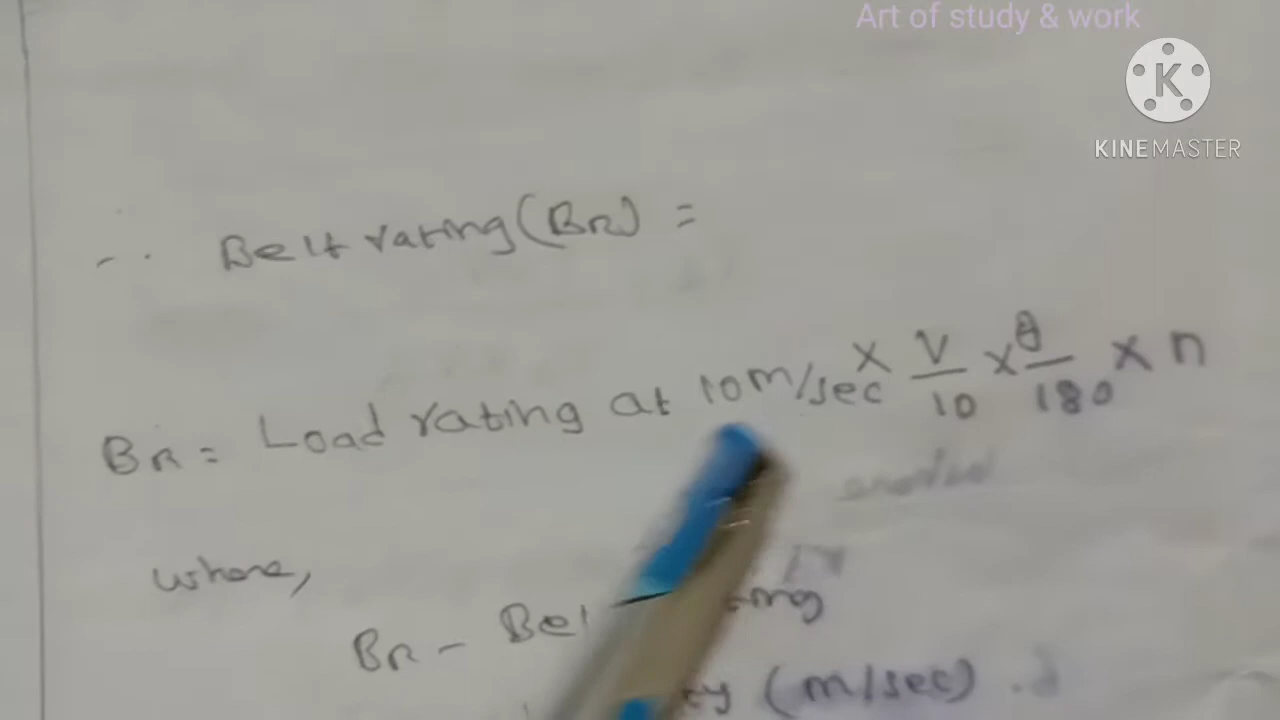 Art of study & work
K
KINEMASTER
Belt rating (BR) =
BR = Load rating at 10m/sec × V/10 × θ/180 × n
where,
BR -
(m/sec)